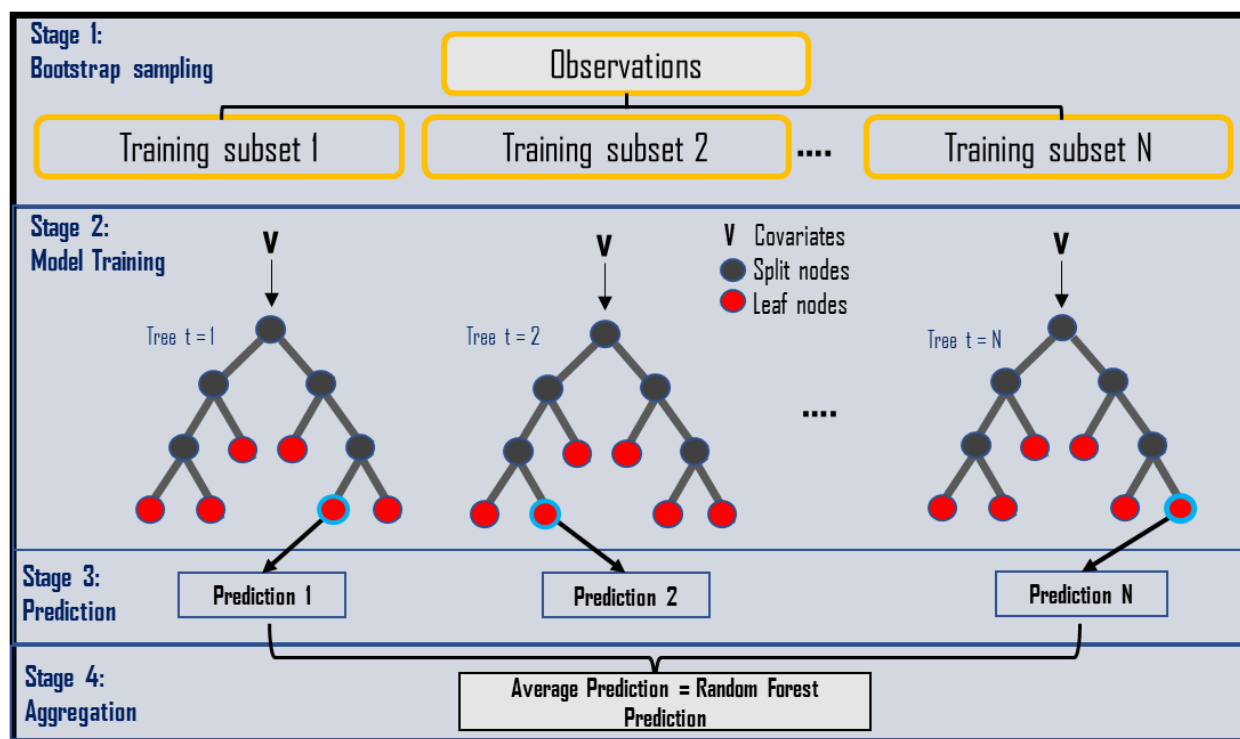 Stage 1:
Bootstrap sampling
Observations
Training subset 1
Training subset 2
....
Training subset N
Stage 2:
Model Training
V
V
V Covariates
Split nodes
Leaf nodes
V
Tree t = 1
Tree t = 2
Tree t = N
....
Stage 3:
Prediction
Prediction 1
Prediction 2
Prediction N
Stage 4:
Aggregation
Average Prediction = Random Forest
Prediction